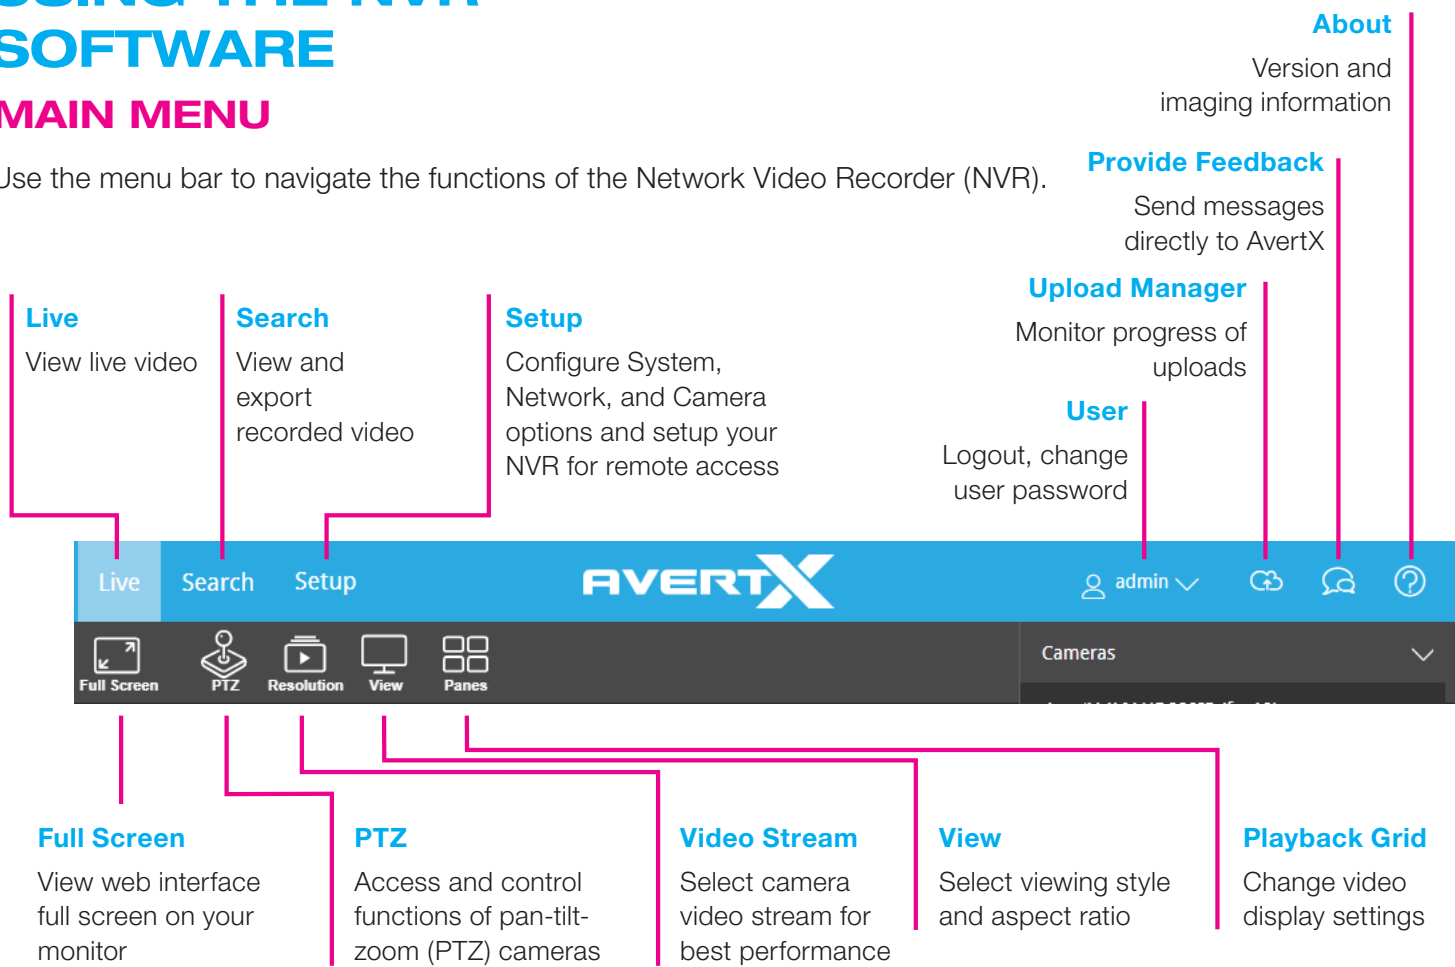 USING THE NVR
SOFTWARE
MAIN MENU
Use the menu bar to navigate the functions of the Network Video Recorder (NVR).
About
Version and
imaging information
Provide Feedback
Send messages
directly to AvertX
Upload Manager
Monitor progress of
uploads
User
Logout, change
user password
Live
View live video
Search
View and
export
recorded video
Setup
Configure System,
Network, and Camera
options and setup your
NVR for remote access
Live
Search
Setup
AVERTX
admin
Full Screen
PTZ
Resolution
View
Panes
Cameras
Full Screen
View web interface
full screen on your
monitor
PTZ
Access and control
functions of pan-tilt-
zoom (PTZ) cameras
Video Stream
Select camera
video stream for
best performance
View
Select viewing style
and aspect ratio
Playback Grid
Change video
display settings